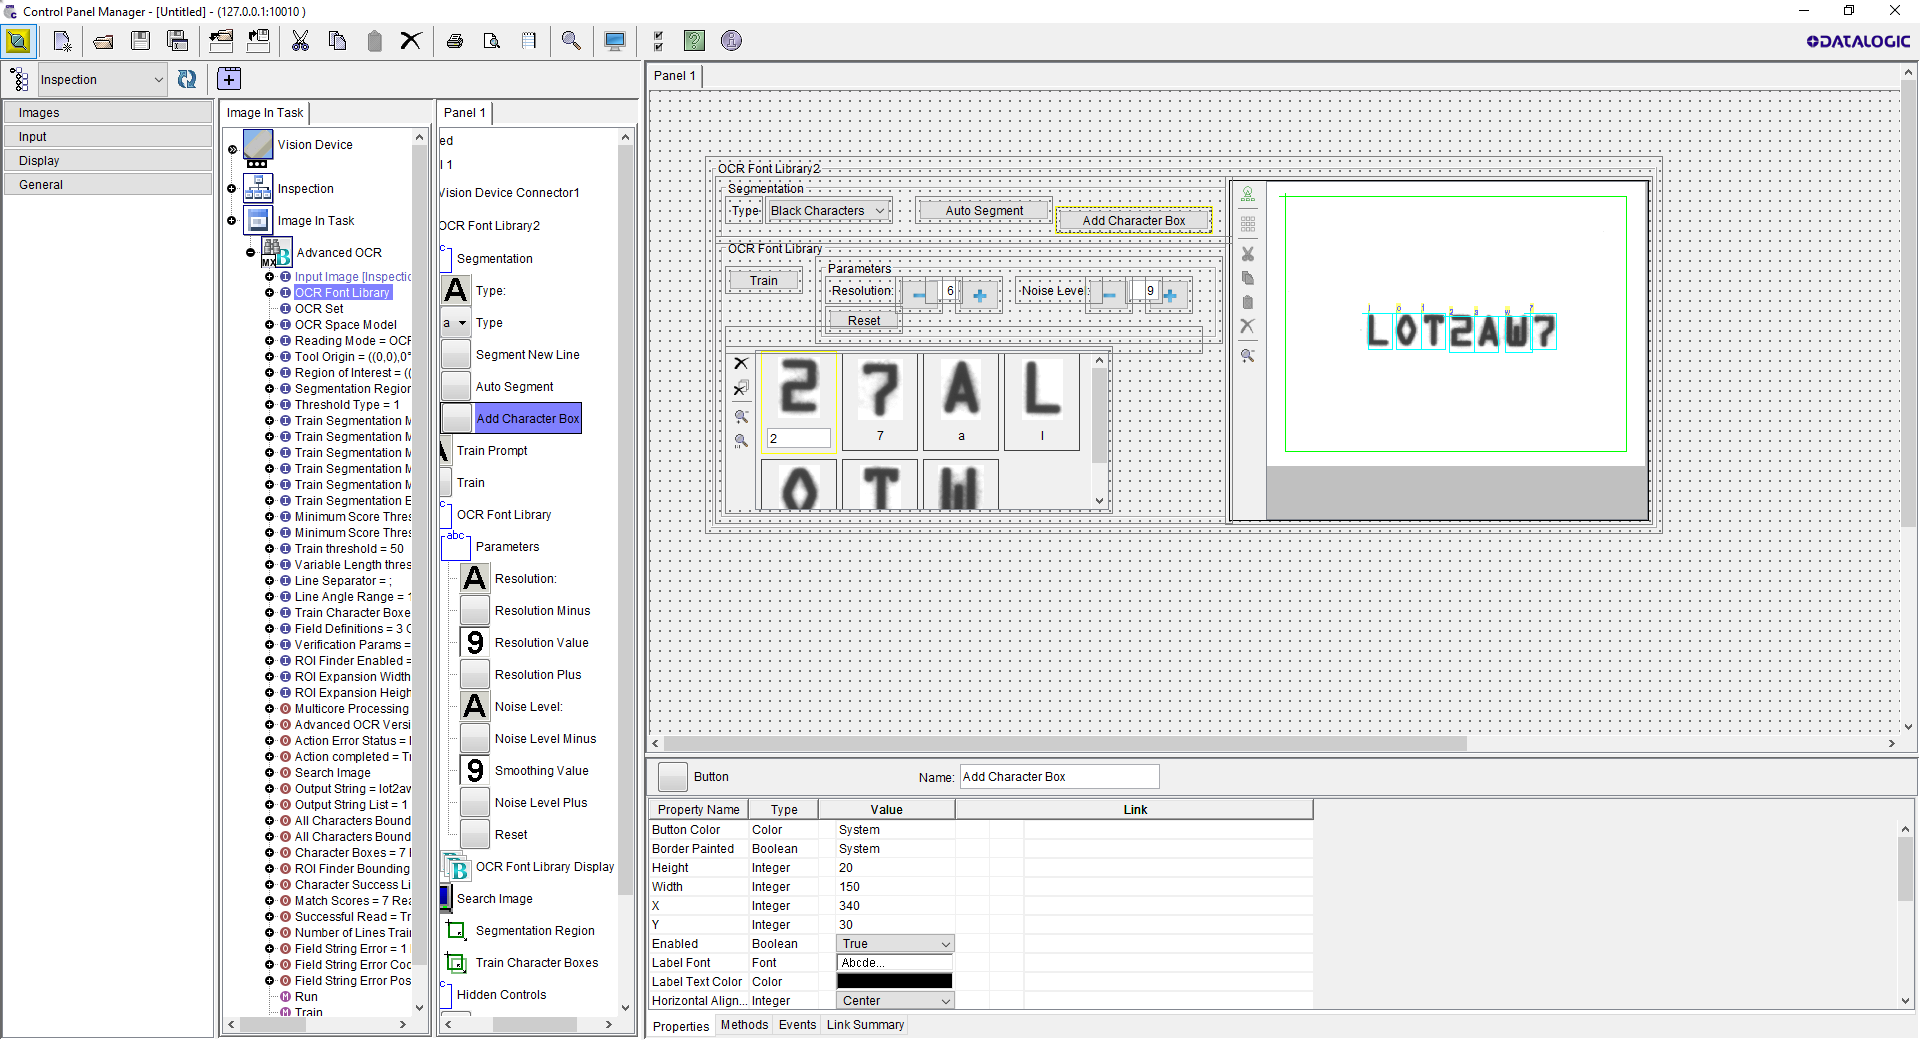 Control Panel Manager - [Untitled] - (127.0.0.1:10010 )
DATALOGIC
Inspection
Images
Input
Display
General
Image In Task
Vision Device
Inspection
Image In Task
Advanced OCR
MX
Input Image [Inspectic
OCR Font Library
OCR Set
OCR Space Model
Reading Mode = OCF
Tool Origin = ((0,0),0°
Region of Interest = ((
Segmentation Region
Threshold Type = 1
Train Segmentation M
Train Segmentation M
Train Segmentation M
Train Segmentation M
Train Segmentation M
Train Segmentation E
Minimum Score Thres
Minimum Score Thres
Train threshold = 50
Variable Length thres
Line Separator = ;
Line Angle Range = 1
Train Character Boxe
Field Definitions = 3 C
Verification Params =
ROI Finder Enabled =
ROI Expansion Width
ROI Expansion Heigh
Multicore Processing
Advanced OCR Versi
Action Error Status = I
Action completed = Tr
Search Image
Output String = lot2aw
Output String List = 1
All Characters Bound
All Characters Bound
Character Boxes = 7 I
ROI Finder Bounding
Character Success Li
Match Scores = 7 Rea
Successful Read = Tr
Number of Lines Trai
Field String Error = 1
Field String Error Coc
Field String Error Pos
Run
Train
Panel 1
ed
l 1
Vision Device Connector1
OCR Font Library2
Segmentation
Type:
Type
Segment New Line
Auto Segment
Add Character Box
Train Prompt
Train
OCR Font Library
abc
Parameters
Resolution:
Resolution Minus
Resolution Value
Resolution Plus
Noise Level:
Noise Level Minus
Smoothing Value
Noise Level Plus
Reset
OCR Font Library Display
Search Image
Segmentation Region
Train Character Boxes
Hidden Controls
Panel 1
OCR Font Library2
Segmentation
Type
Black Characters
Auto Segment
Add Character Box
OCR Font Library
Train
Parameters
Resolution:
6
Noise Leve
9
Reset
2 7 A L
2 7 a l
O T W
l o t 2 a w 7
LOT2AW7
Button
Name: Add Character Box
Property Name Type Value Link
Button Color Color System
Border Painted Boolean System
Height Integer 20
Width Integer 150
X Integer 340
Y Integer 30
Enabled Boolean True
Label Font Font Abcde...
Label Text Color Color
Horizontal Align... Integer Center
Properties Methods Events Link Summary